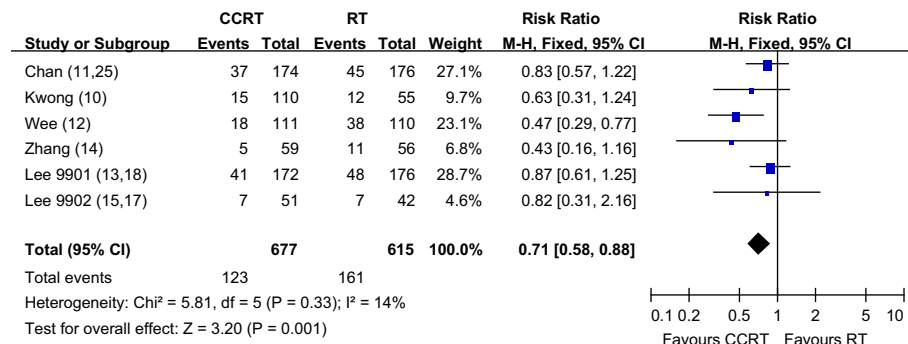 CCRT RT Risk Ratio Risk Ratio
Study or Subgroup Events Total Events Total Weight M-H, Fixed, 95% CI M-H, Fixed, 95% CI
Chan (11,25) 37 174 45 176 27.1% 0.83 [0.57, 1.22]
Kwong (10) 15 110 12 55 9.7% 0.63 [0.31, 1.24]
Wee (12) 18 111 38 110 23.1% 0.47 [0.29, 0.77]
Zhang (14) 5 59 11 56 6.8% 0.43 [0.16, 1.16]
Lee 9901 (13,18) 41 172 48 176 28.7% 0.87 [0.61, 1.25]
Lee 9902 (15,17) 7 51 7 42 4.6% 0.82 [0.31, 2.16]
Total (95% CI) 677 615 100.0% 0.71 [0.58, 0.88]
Total events 123 161
Heterogeneity: Chi² = 5.81, df = 5 (P = 0.33); I² = 14%
Test for overall effect: Z = 3.20 (P = 0.001)
0.1 0.2 0.5 1 2 5 10
Favours CCRT Favours RT